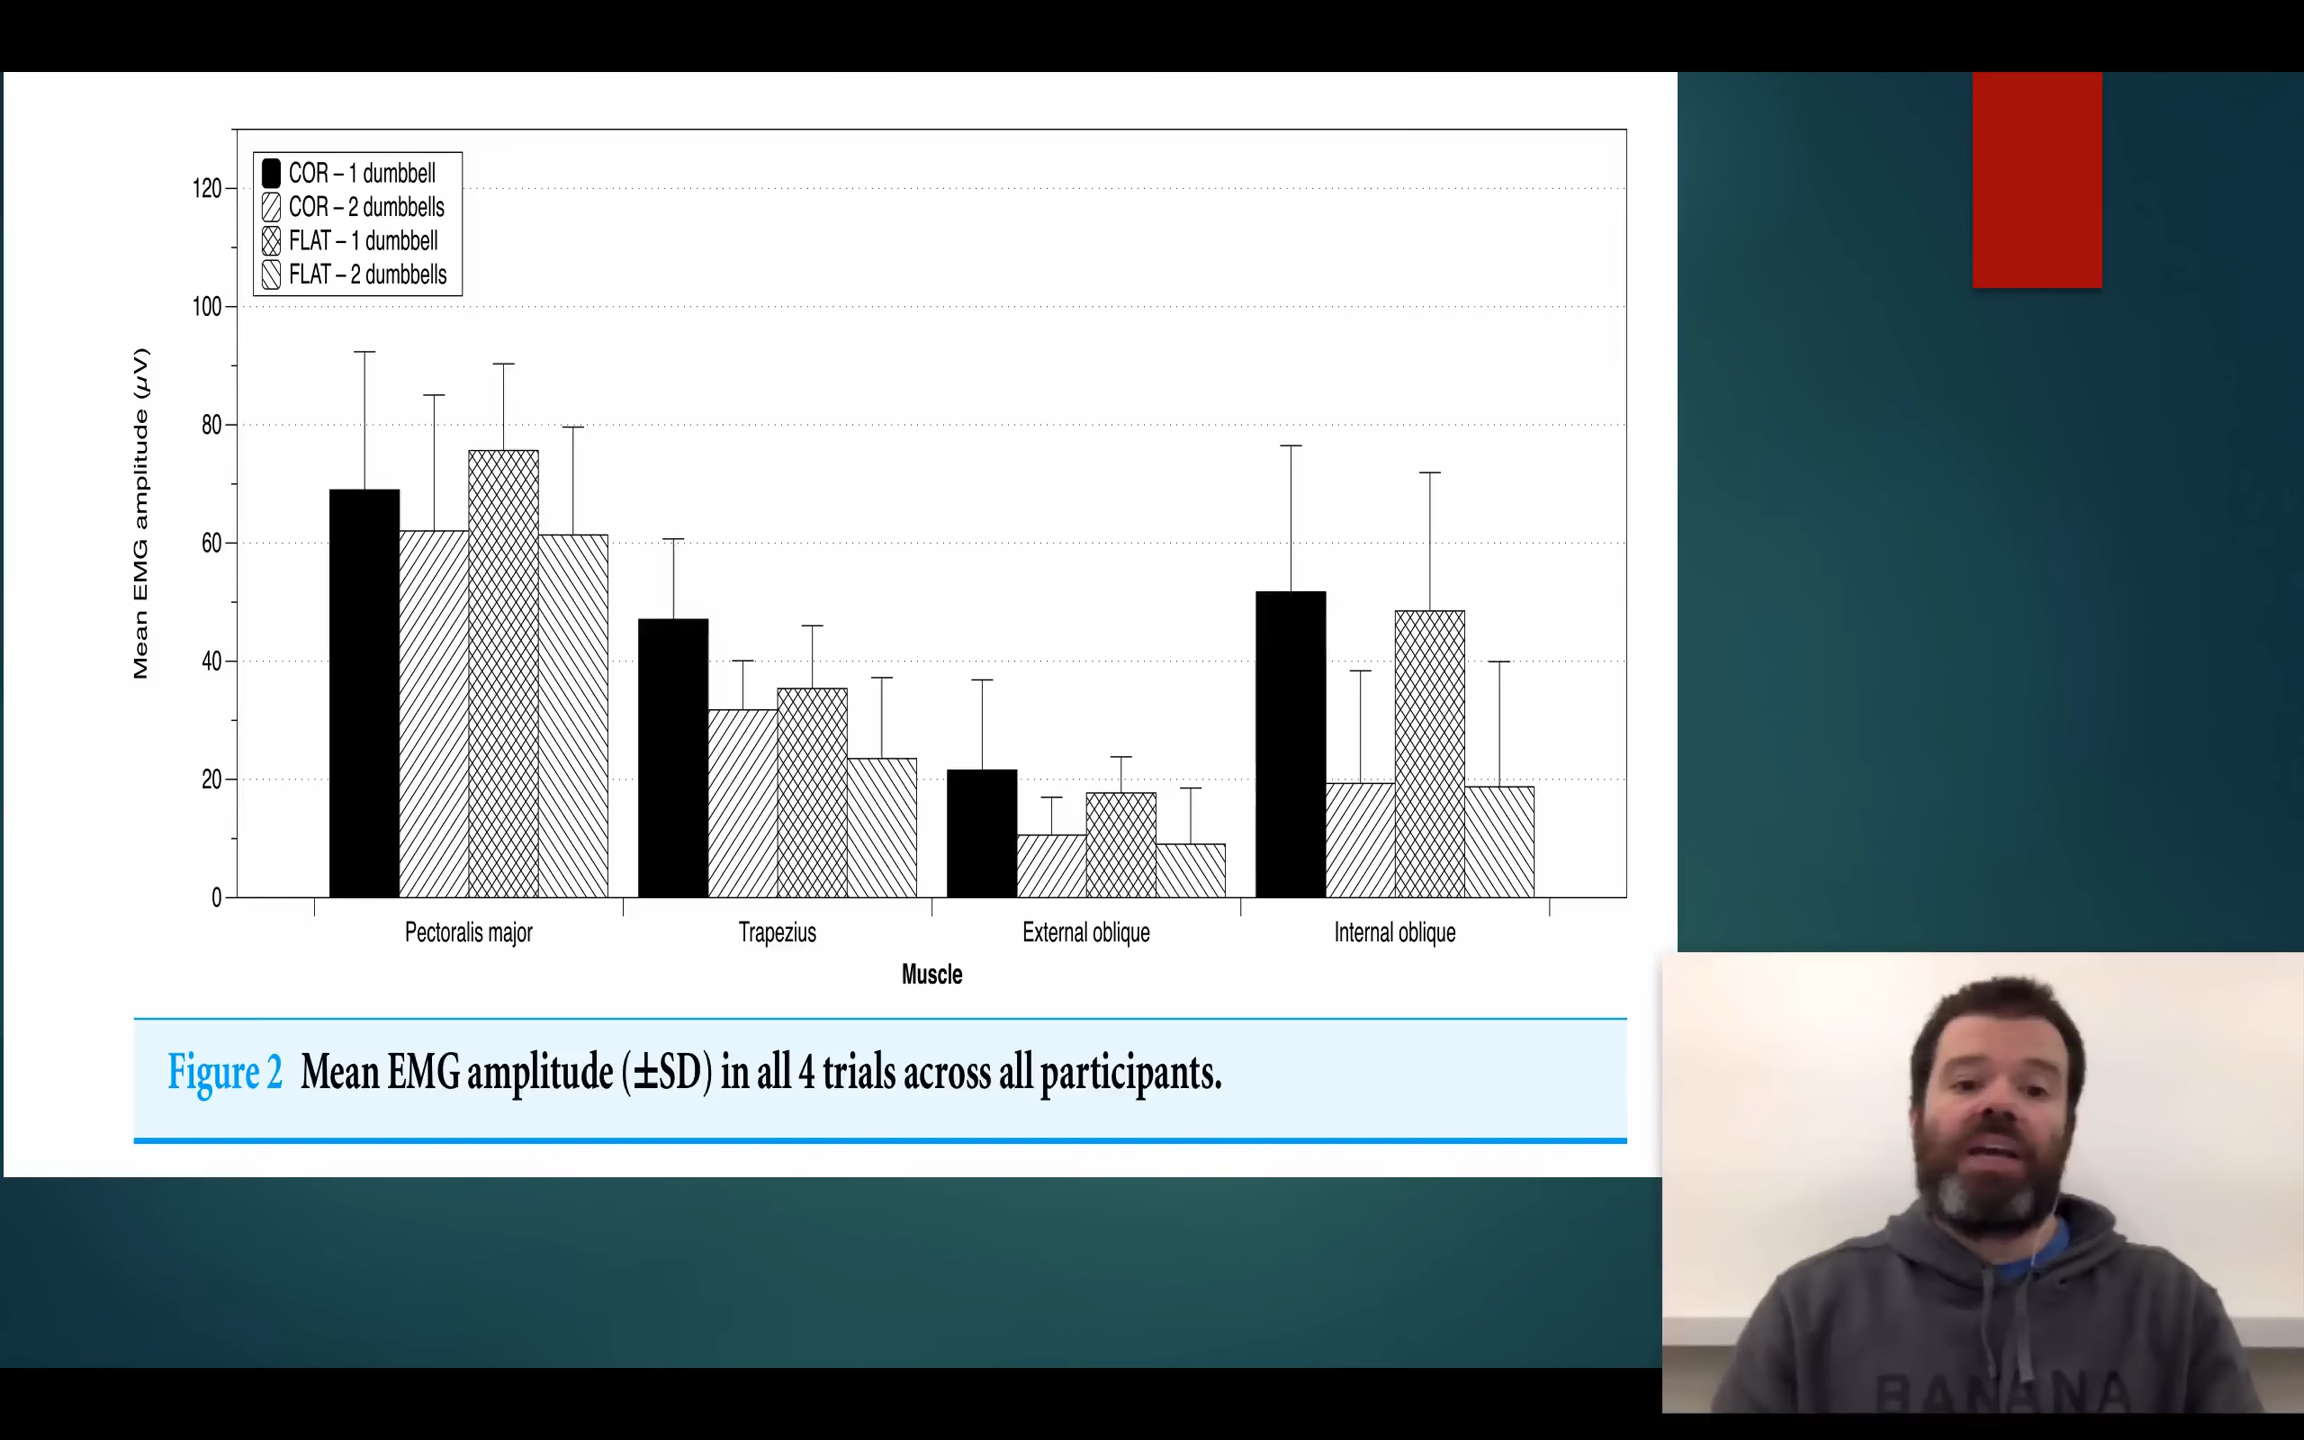 COR – 1 dumbbell
COR – 2 dumbbells
FLAT – 1 dumbbell
FLAT – 2 dumbbells
120
100
80
60
40
20
0
Mean EMG amplitude (μV)
Pectoralis major
Trapezius
External oblique
Internal oblique
Muscle
Figure 2 Mean EMG amplitude (±SD) in all 4 trials across all participants.
BANANA